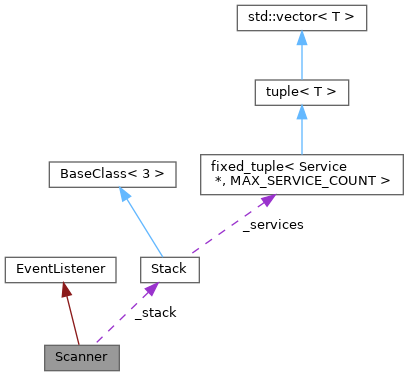 std::vector< T >
tuple< T >
fixed_tuple< Service
*, MAX_SERVICE_COUNT >
BaseClass< 3 >
_services
EventListener
Stack
_stack
Scanner